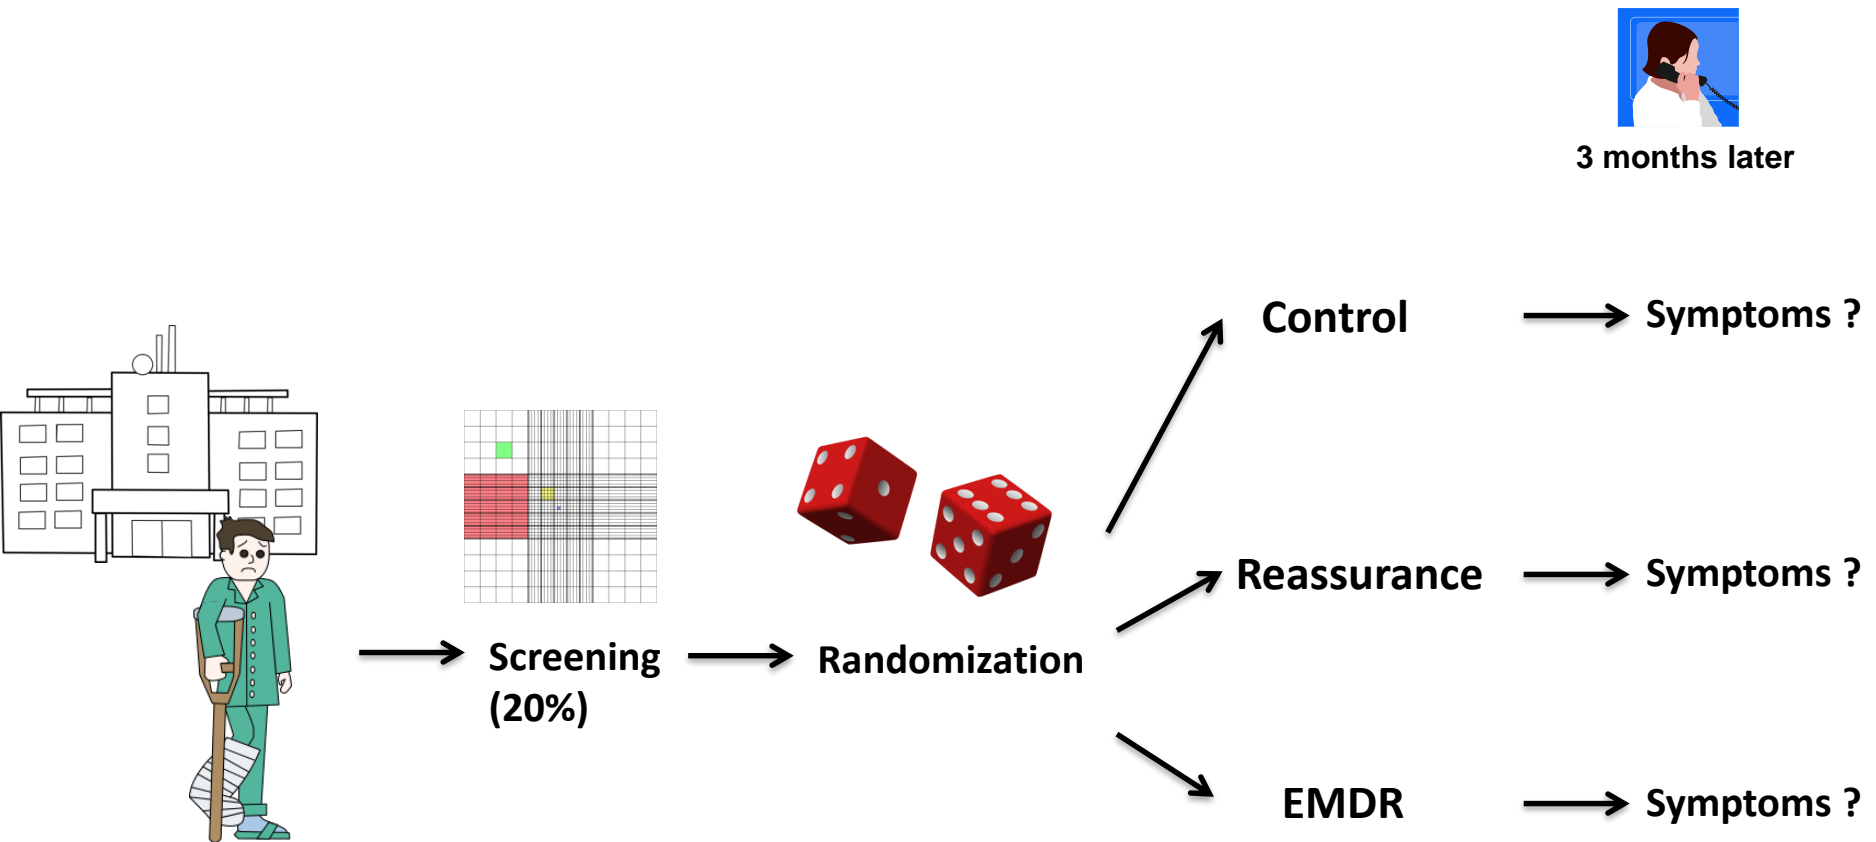 3 months later
Control
Symptoms ?
Reassurance
Symptoms ?
Screening
(20%)
Randomization
EMDR
Symptoms ?